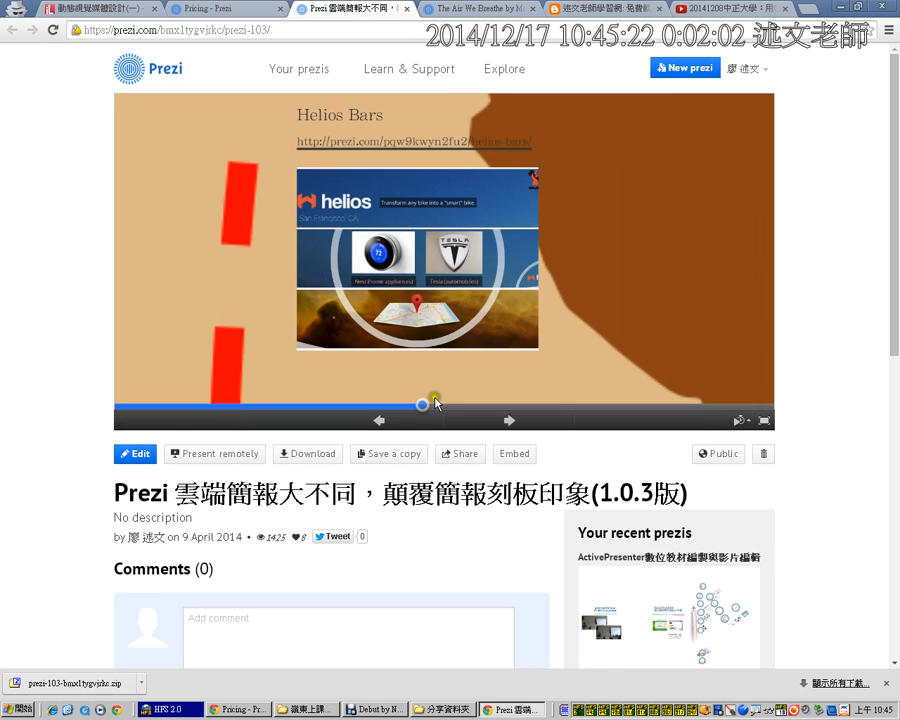 動態視覺媒體設計(一) -
Pricing - Prezi
Prezi 雲端簡報大不同，
The Air We Breathe by M
述文老師學習網: 免費軟
20141208中正大學：用
https://prezi.com/bmx1tygvjrkc/prezi-103/
2014/12/17 10:45:22 0:02:02 述文老師
Prezi
Your prezis
Learn & Support
Explore
New prezi
廖 述文
Helios Bars
http://prezi.com/pqw9kwyn2fu2/helios-bars/
helios
Transform any bike into a "smart" bike.
San Francisco, CA
72
TESLA
Nest (home appliances)
Tesla (automobiles)
Edit
Present remotely
Download
Save a copy
Share
Embed
Public
Prezi 雲端簡報大不同，顛覆簡報刻板印象(1.0.3版)
No description
by 廖 述文 on 9 April 2014 • 1425 8 Tweet 0
Comments (0)
Add comment
Your recent prezis
ActivePresenter數位教材編製與影片編輯
prezi-103-bmx1tygvjrkc.zip
顯示所有下載...
開始
HFS 2.0
Pricing - Pr...
嶺東上課...
Debut by N...
分享資料夾
Prezi 雲端...
上午 10:45